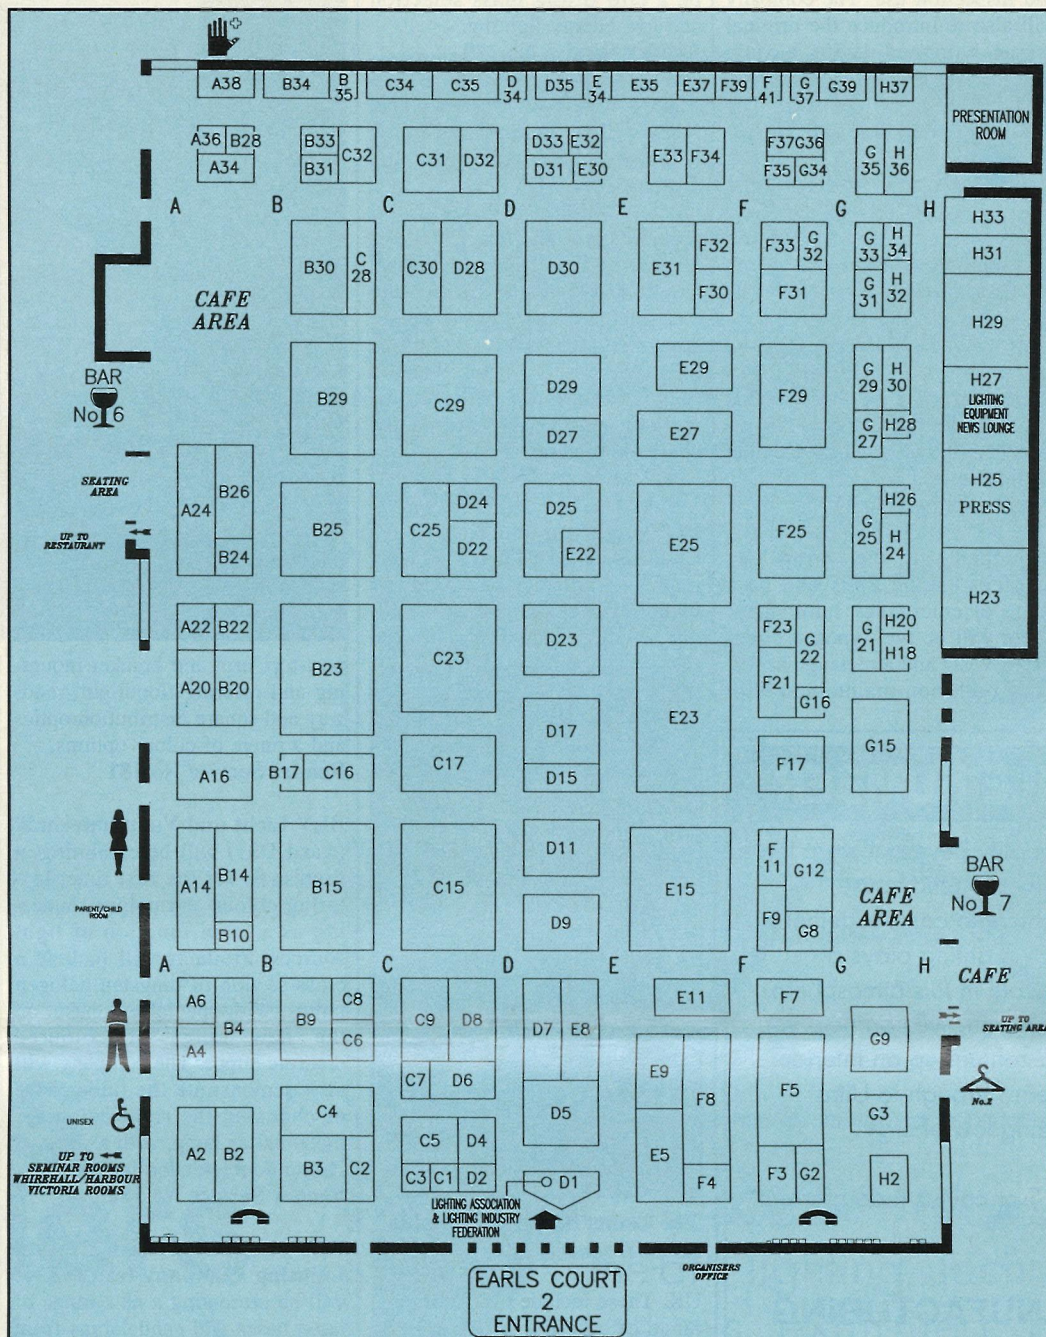 A38 B34 B 35 C34 C35 D 34 D35 E 34 E35 E37 F39 F 41 G 37 G39 H37
PRESENTATION
ROOM
A36 B28 B33 C32 C31 D32 D33 E32 E33 F34 F37 G36 G 35 H 36
A34 B31 D31 E30 F35 G34
A B C D E F G H
H33
B30 C 28 C30 D28 D30 E31 F32 F33 G 32 G 33 H 34
H31
F30 F31 G 31 H 32
CAFE
AREA
H29
BAR
No 6
B29 C29 D29 E29 F29 G 29 H 30
D27 E27 G 27 H28
H27
LIGHTING
EQUIPMENT
NEWS LOUNGE
SEATING
AREA
A24 B26 B25 C25 D24 D25 E25 F25 G 25 H26
H25
PRESS
UP TO
RESTAURANT
B24 D22 E22 H 24
H23
A22 B22 B23 C23 D23 E23 F23 G 22 G 21 H20
A20 B20 F21 H18
G16
D17 G15
A16 B17 C16 C17 D15 F17
D11 F 11 G12
A14 B14 B15 C15 E15
PARENT/CHILD
ROOM
B10 D9 F9 G8
CAFE
AREA
BAR
No 7
A B C D E F G H
CAFE
UP TO
SEATING AREA
A6 C8 E11 F7
B4 B9 C9 D8 D7 E8 G9
A4 C6
C7 D6 E9 F8 F5
No.2
UNISEX
C4 D5 G3
A2 B2 C5 D4 E5
B3 C2 F3 G2 H2
C3 C1 D2 D1 F4
UP TO
SEMINAR ROOMS
WHIREHALL/HARBOUR
VICTORIA ROOMS
LIGHTING ASSOCIATION
& LIGHTING INDUSTRY
FEDERATION
ORGANISERS
OFFICE
EARLS COURT
2
ENTRANCE